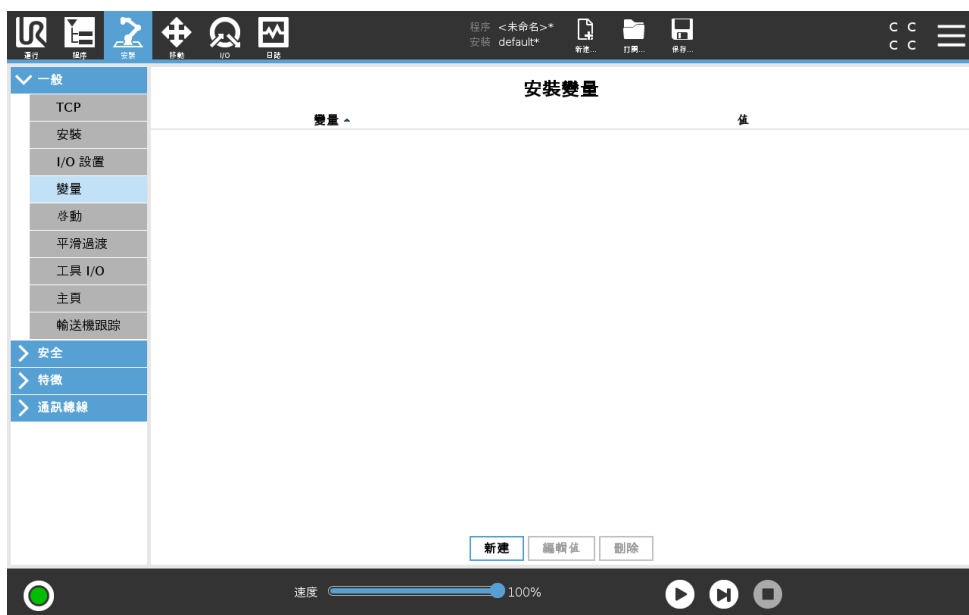 UR
運行 程序 安裝 移動 I/O 日誌
程序 <未命名>*
安裝 default*
新建... 打開... 保存...
C C
C C
一般
TCP
安裝
I/O 設置
變量
啓動
平滑過渡
工具 I/O
主頁
輸送機跟踪
安全
特徵
通訊總線
安裝變量
變量 值
新建 編輯值 刪除
速度 100%